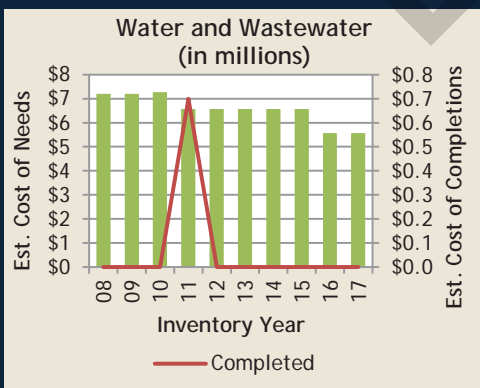 Water and Wastewater
(in millions)
Est. Cost of Needs
$8
$7
$6
$5
$4
$3
$2
$1
$0
$0.8
$0.7
$0.6
$0.5
$0.4
$0.3
$0.2
$0.1
$0.0
Est. Cost of Completions
08 09 10 11 12 13 14 15 16 17
Inventory Year
Completed